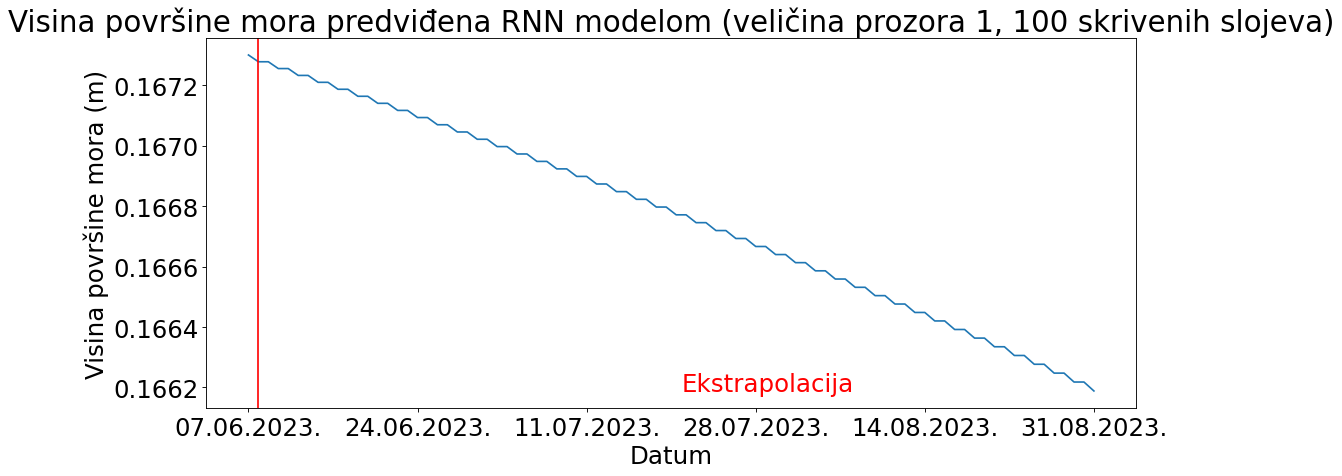 Visina površine mora predviđena RNN modelom (veličina prozora 1, 100 skrivenih slojeva)
Visina površine mora (m)
0.1672
0.1670
0.1668
0.1666
0.1664
0.1662
Ekstrapolacija
07.06.2023. 24.06.2023. 11.07.2023. 28.07.2023. 14.08.2023. 31.08.2023.
Datum